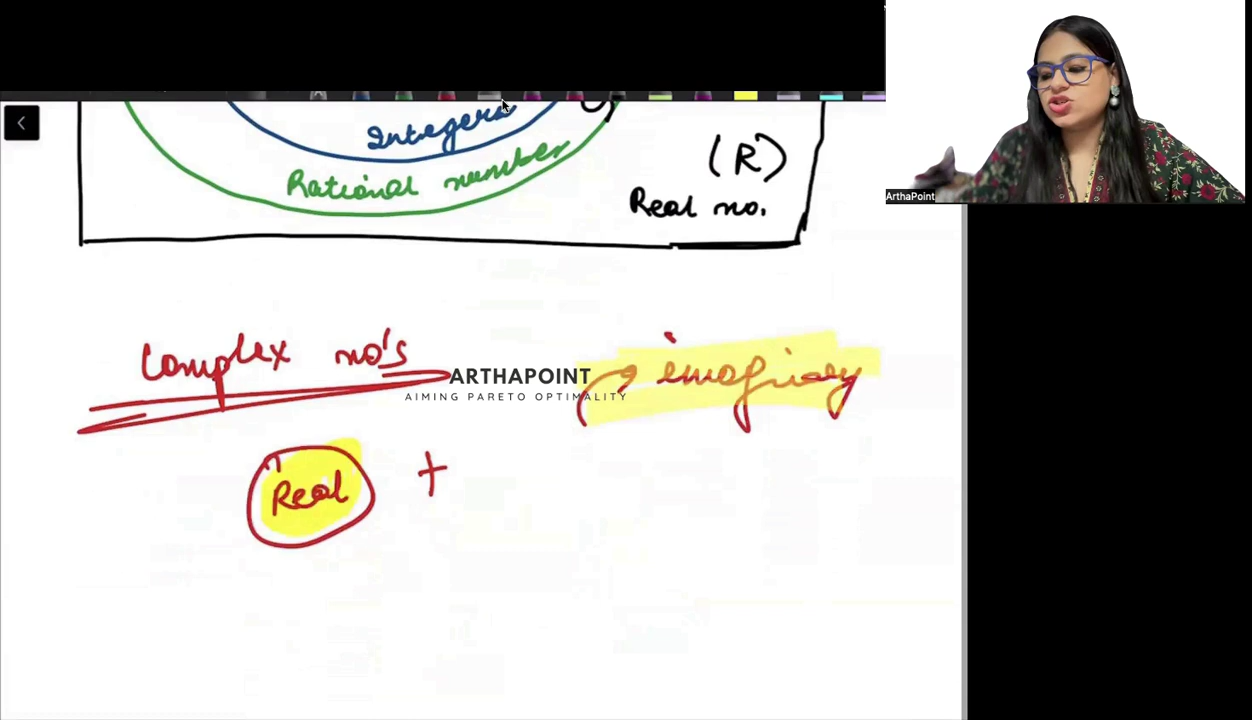 Integers
Rational number
(R)
Real no.
ArthaPoint
Complex no's
imaginary
ARTHAPOINT
AIMING PARETO OPTIMALITY
Real +